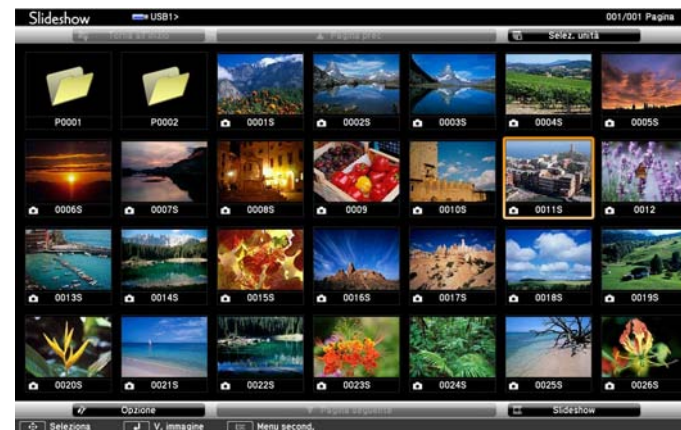 Slideshow USB1> 001/001 Pagina
Torna all'inizio Pagina prec. Selez. unità
P0001 P0002 0001S 0002S 0003S 0004S 0005S
0006S 0007S 0008S 0009 0010S 0011S 0012
0013S 0014S 0015S 0016S 0017S 0018S 0019S
0020S 0021S 0022S 0023S 0024S 0025S 0026S
Opzione Pagina seguente Slideshow
Seleziona V. immagine Esc Menu second.